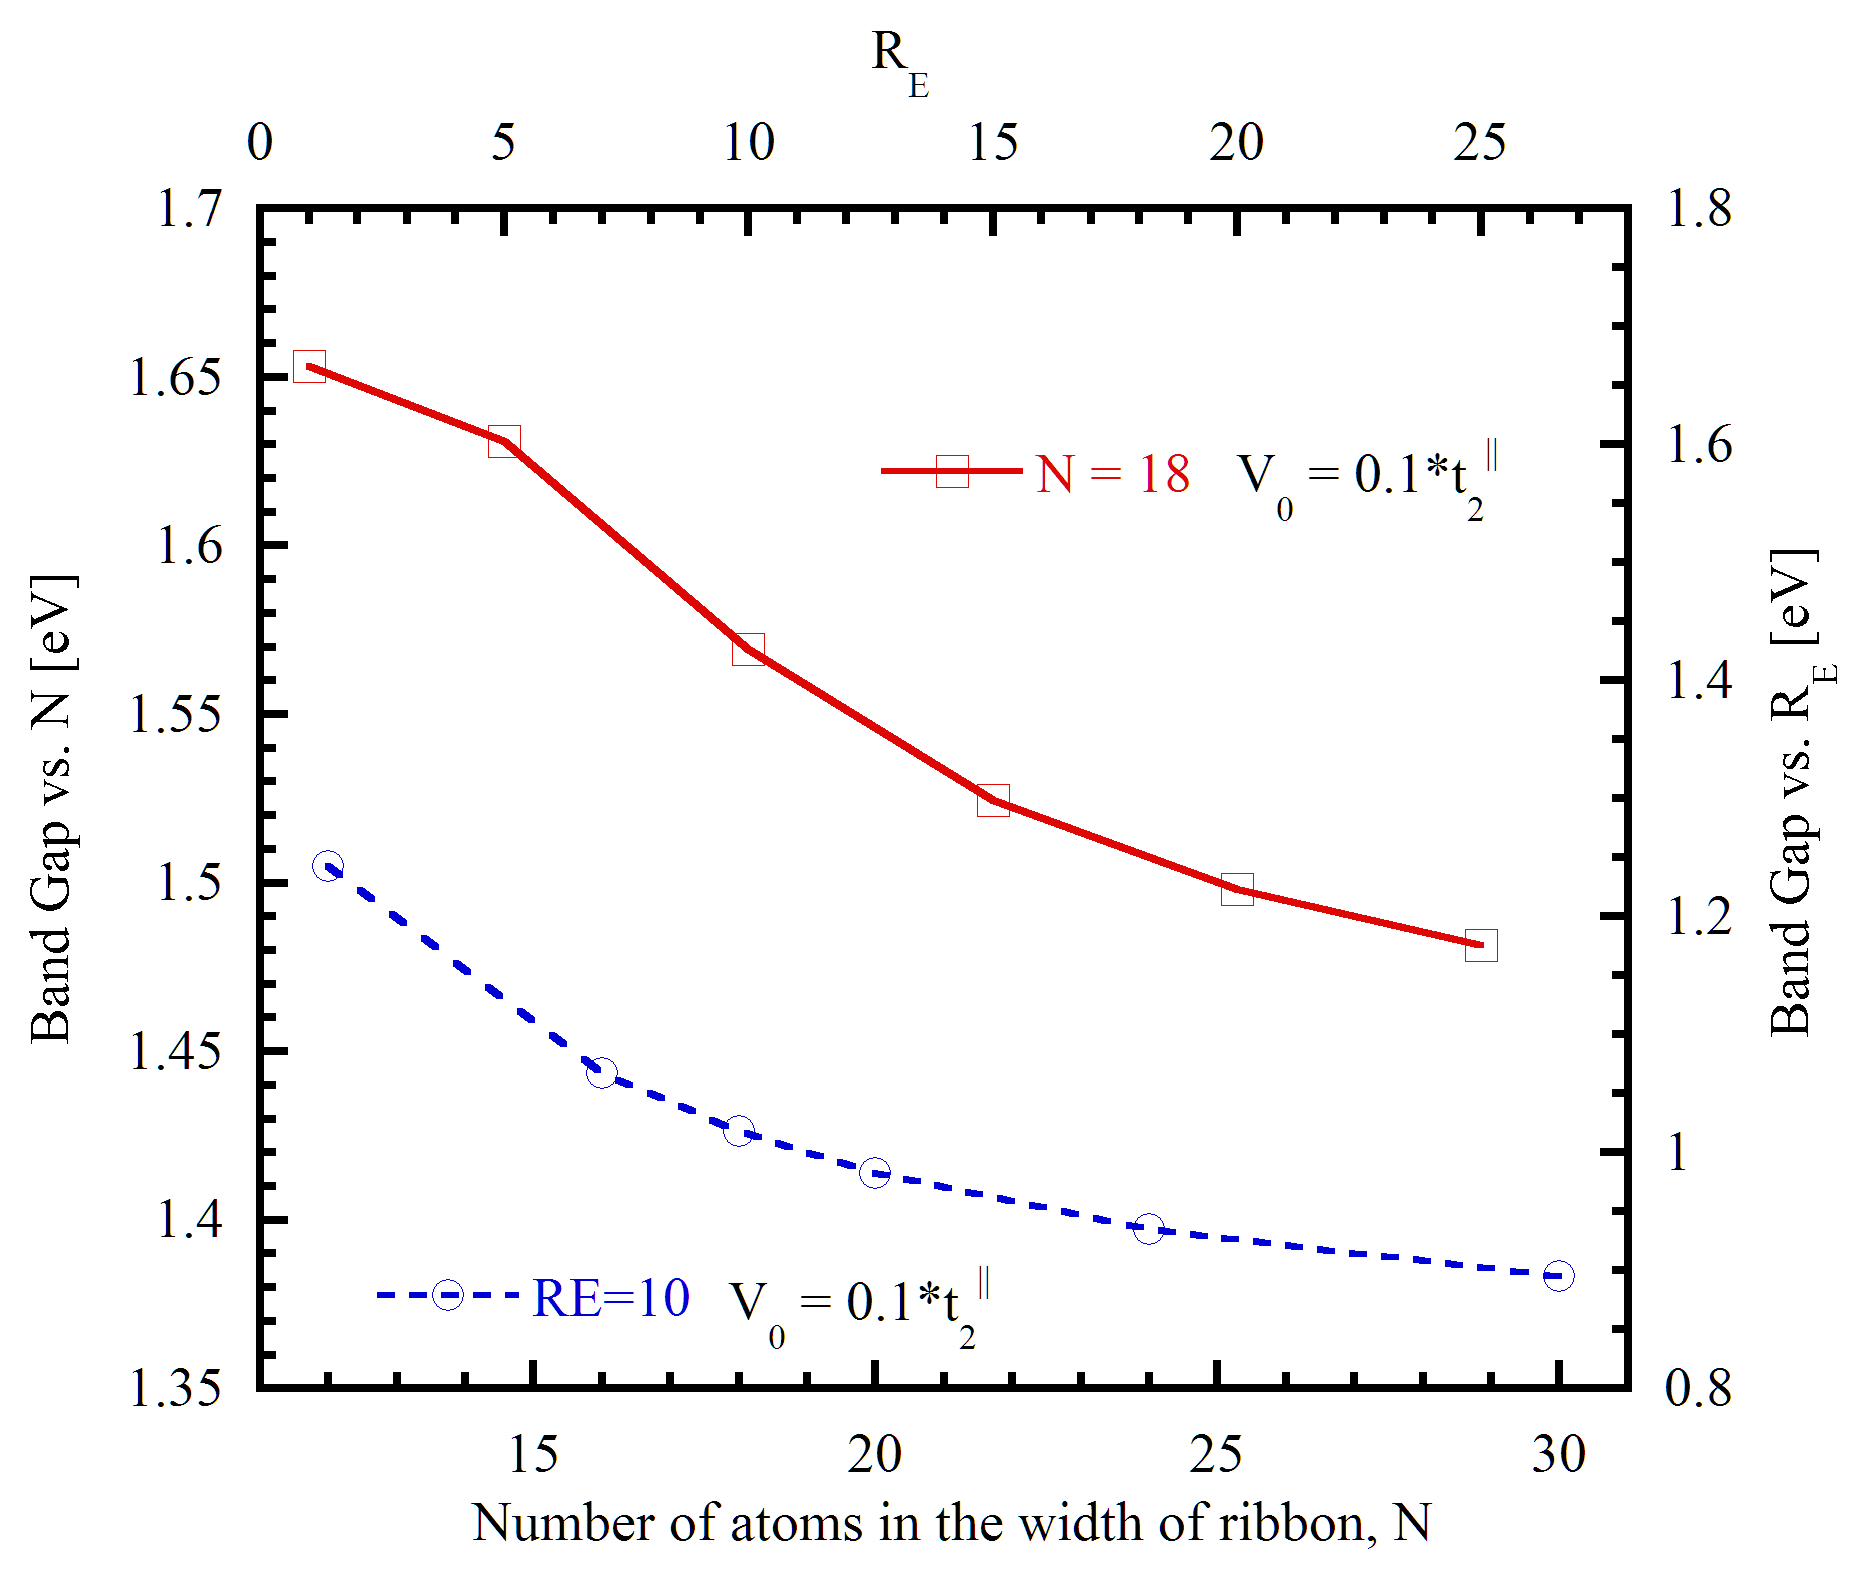 R_E
0 5 10 15 20 25
1.7 1.8
1.65
N = 18 V_0 = 0.1*t_2^∥
1.6
1.6
1.55
1.4
1.5
1.2
1.45
1
1.4
RE=10 V_0 = 0.1*t_2^∥
1.35 0.8
15 20 25 30
Number of atoms in the width of ribbon, N
Band Gap vs. N [eV]
Band Gap vs. R_E [eV]